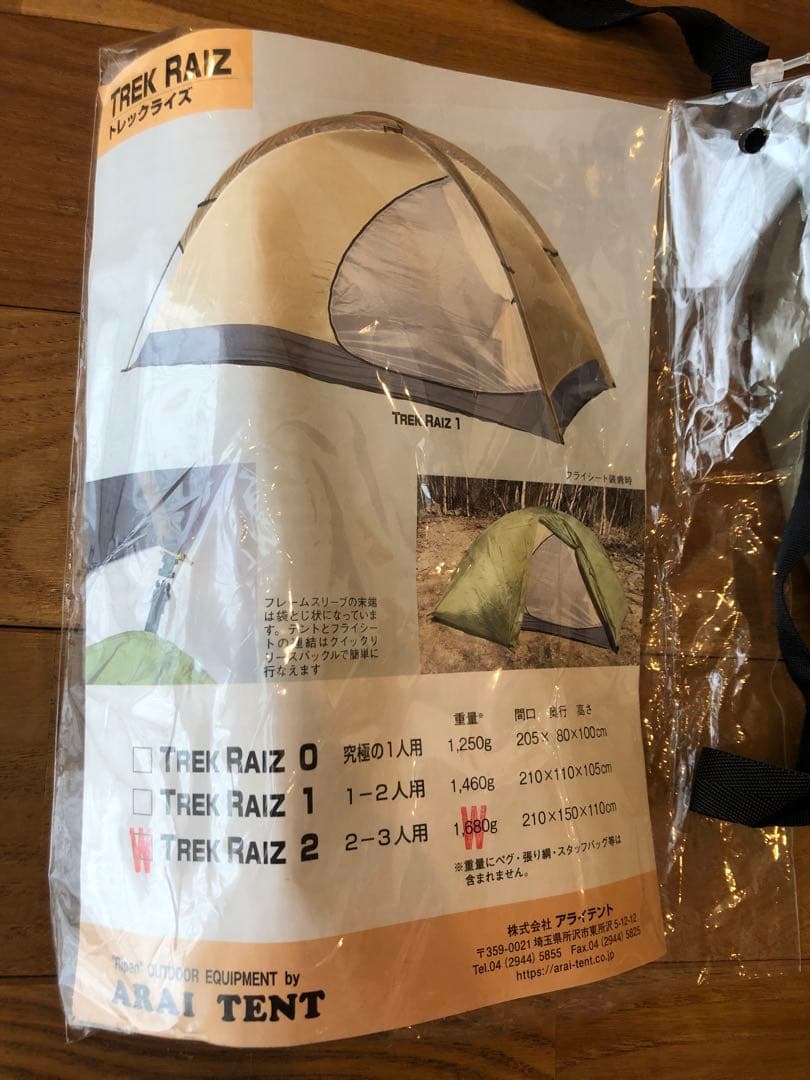 TREK RAIZ
トレックライズ
TREK RAIZ 1
フライシート装着時
フレームスリーブの末端
は袋とじ状になっていま
す。テントとフライシー
トの連結はクイックリ
リースバックルで簡単に
行なえます
重量※ 間口 奥行 高さ
TREK RAIZ 0 究極の1人用 1,250g 205×80×100cm
TREK RAIZ 1 1−2人用 1,460g 210×110×105cm
W TREK RAIZ 2 2−3人用 1,680g W 210×150×110cm
※重量にペグ・張り綱・スタッフバッグ等は
含まれません。
株式会社 アライテント
〒359-0021 埼玉県所沢市東所沢5-12-12
Tel.04 (2944) 5855 Fax.04 (2944) 5825
https://arai-tent.co.jp
"Ripen" OUTDOOR EQUIPMENT by
ARAI TENT